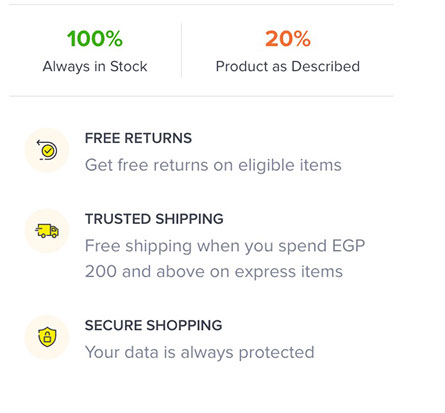 100%
20%
Always in Stock
Product as Described
FREE RETURNS
Get free returns on eligible items
TRUSTED SHIPPING
Free shipping when you spend EGP
200 and above on express items
SECURE SHOPPING
Your data is always protected